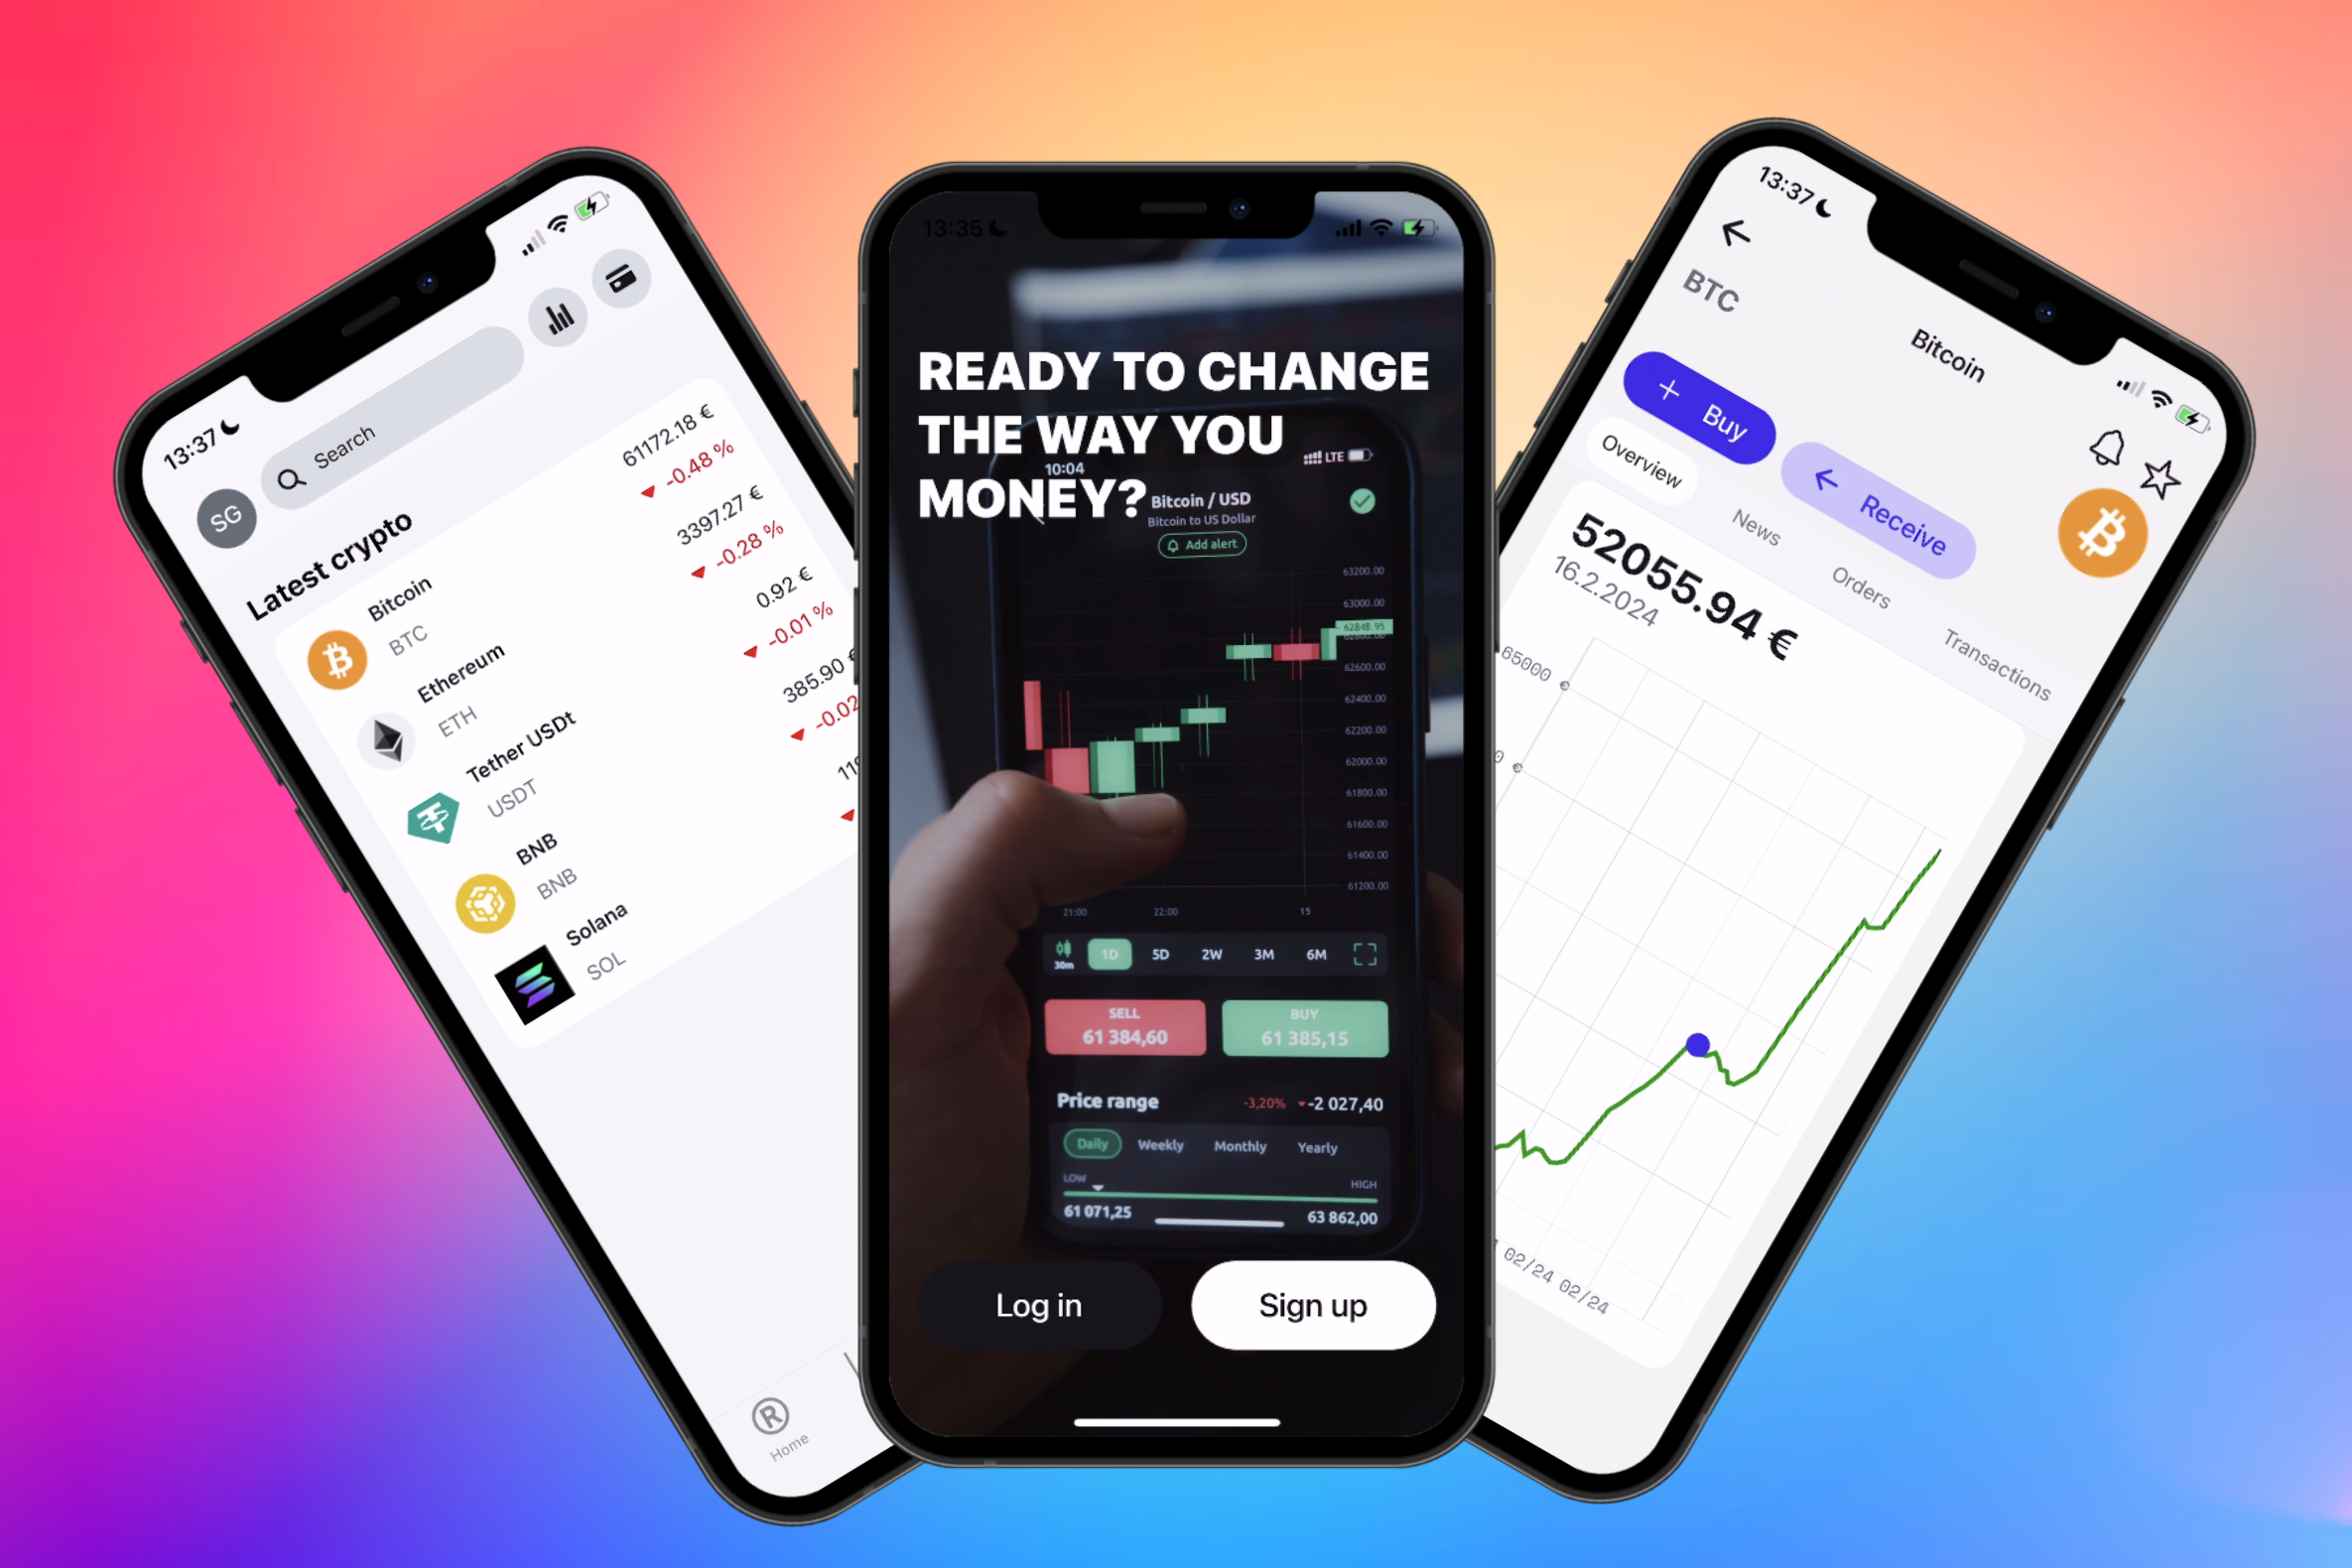 13:37
SG
Search
Latest crypto
Bitcoin
BTC
61172.18 €
-0.48 %
Ethereum
ETH
3397.27 €
-0.28 %
Tether USDt
USDT
0.92 €
-0.01 %
BNB
BNB
385.90 €
-0.02
Solana
SOL
Home
13:35
READY TO CHANGE
THE WAY YOU
MONEY?
10:04
LTE
Bitcoin / USD
Bitcoin to US Dollar
Add alert
63200.00
63000.00
62848.95
62800.00
62600.00
62400.00
62200.00
62000.00
61800.00
61600.00
61400.00
61200.00
21:00 22:00 15
30m 1D 5D 2W 3M 6M
SELL
61 384,60
BUY
61 385,15
Price range -3,20% -2 027,40
Daily Weekly Monthly Yearly
LOW HIGH
61 071,25 63 862,00
Log in Sign up
13:37
BTC
Bitcoin
Buy
Receive
Overview News Orders Transactions
52055.94 €
16.2.2024
65000 €
0 €
02/24 02/24